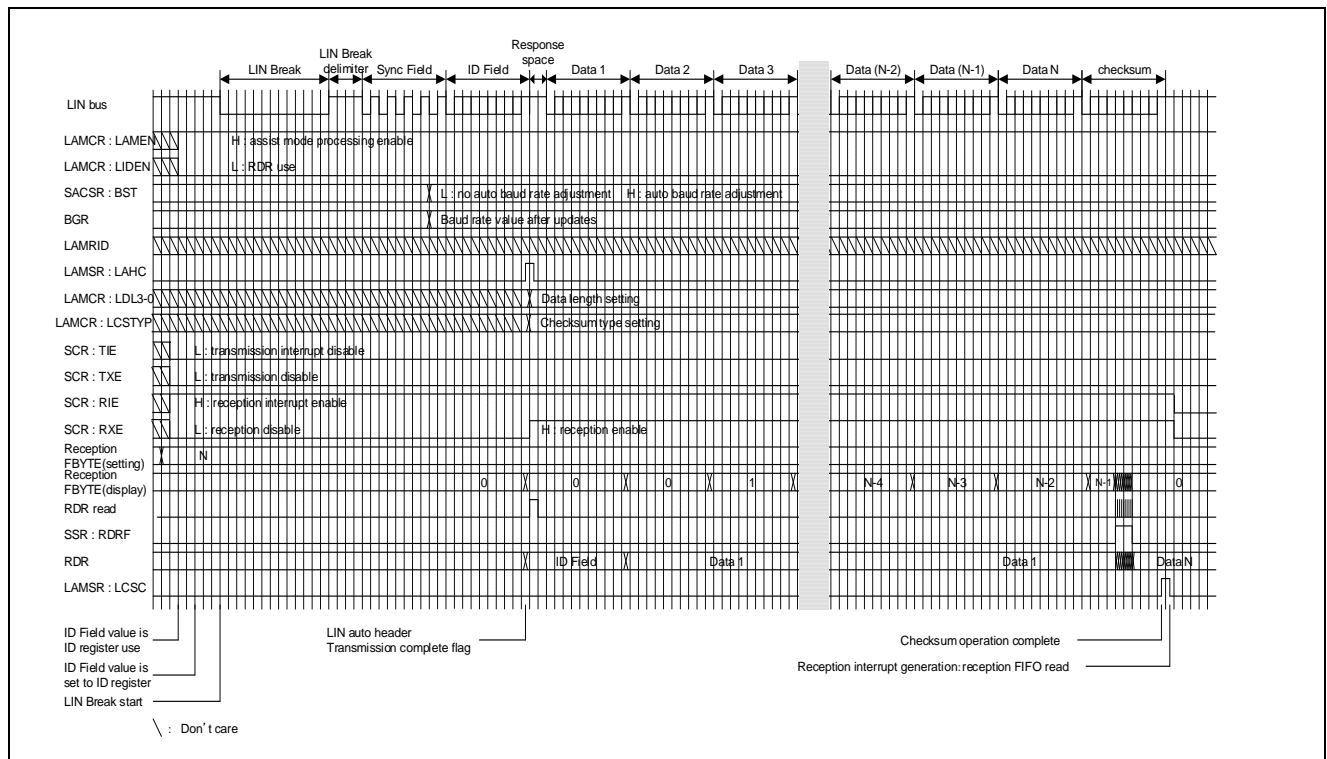 Response
space
LIN Break
delimiter
LIN Break
Sync Field
ID Field
Data 1
Data 2
Data 3
Data (N-2)
Data (N-1)
Data N
checksum
LIN bus
LAMCR : LAMEN
H : assist mode processing enable
LAMCR : LIDEN
L : RDR use
SACSR : BST
L : no auto baud rate adjustment
H : auto baud rate adjustment
BGR
Baud rate value after updates
LAMRID
LAMSR : LAHC
LAMCR : LDL3-0
Data length setting
LAMCR : LCSTYP
Checksum type setting
SCR : TIE
L : transmission interrupt disable
SCR : TXE
L : transmission disable
SCR : RIE
H : reception interrupt enable
SCR : RXE
L : reception disable
H : reception enable
Reception
FBYTE(setting)
N
Reception
FBYTE(display)
0
0
0
1
N-4
N-3
N-2
N-1
0
RDR read
SSR : RDRF
RDR
ID Field
Data 1
Data 1
Data N
LAMSR : LCSC
ID Field value is
ID register use
LIN auto header
Transmission complete flag
Checksum operation complete
ID Field value is
set to ID register
Reception interrupt generation: reception FIFO read
LIN Break start
\ : Don't care